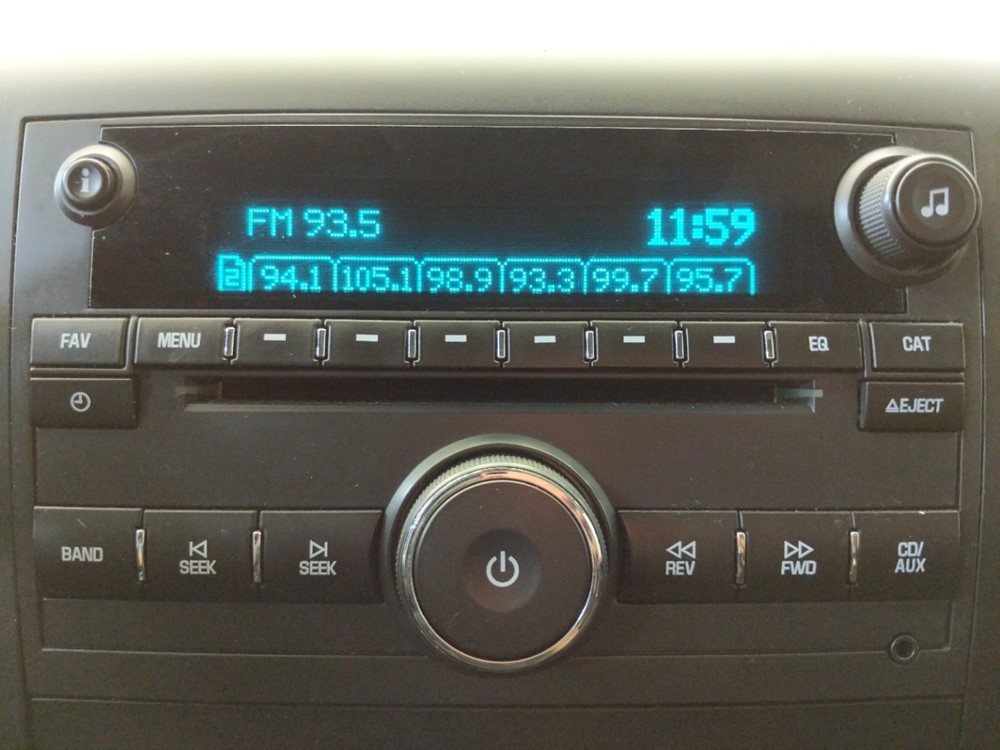 i
FM 93.5 11:59
2 94.1 105.1 98.9 93.3 99.7 95.7
FAV MENU EQ CAT
EJECT
BAND SEEK SEEK REV FWD CD/
AUX